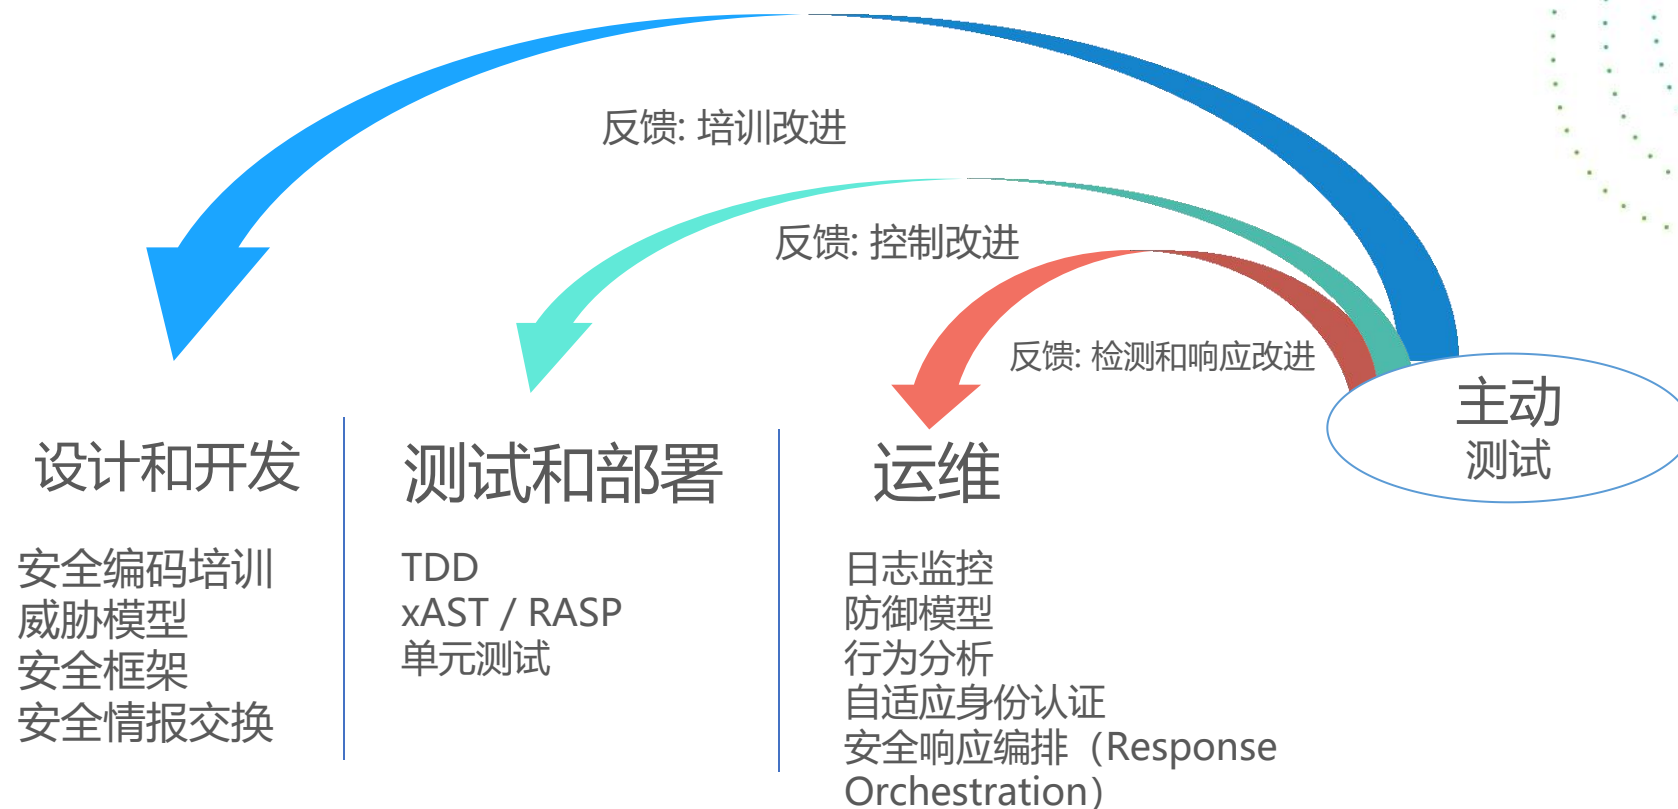 反馈: 培训改进
反馈: 控制改进
反馈: 检测和响应改进
主动
测试
设计和开发
安全编码培训
威胁模型
安全框架
安全情报交换
测试和部署
TDD
xAST / RASP
单元测试
运维
日志监控
防御模型
行为分析
自适应身份认证
安全响应编排（Response
Orchestration）